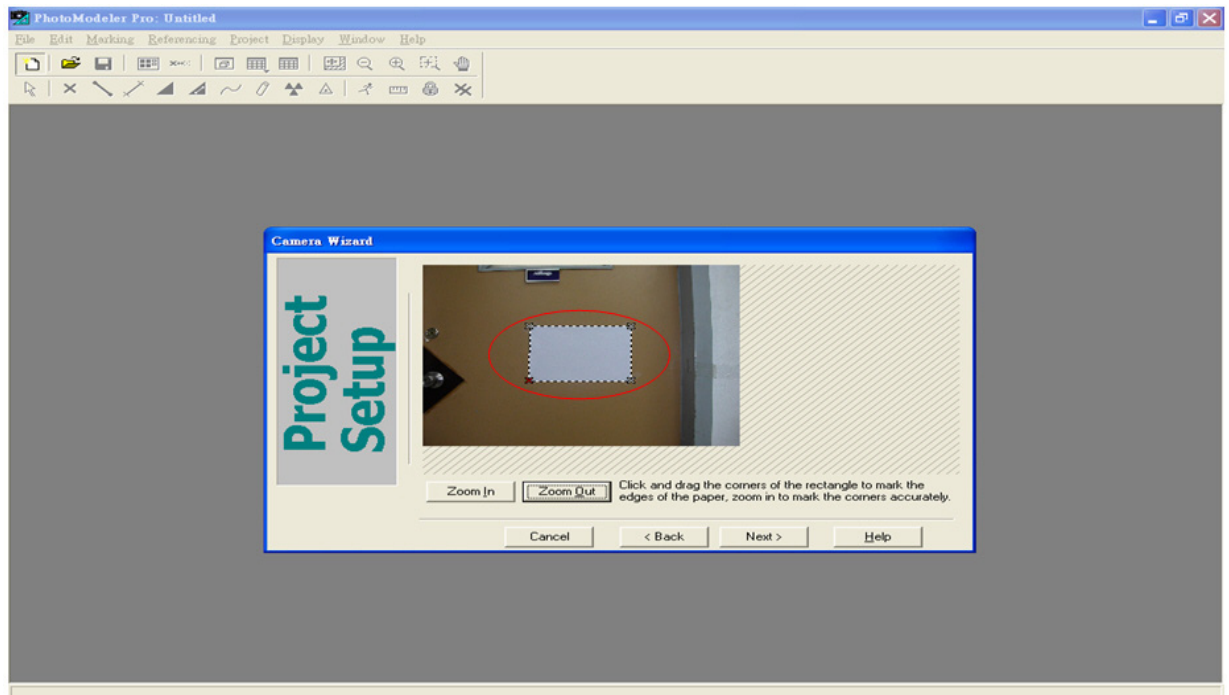 PhotoModeler Pro: Untitled
File Edit Marking Referencing Project Display Window Help
Camera Wizard
Project
Setup
Zoom In
Zoom Out
Click and drag the corners of the rectangle to mark the
edges of the paper, zoom in to mark the corners accurately.
Cancel
< Back
Next >
Help